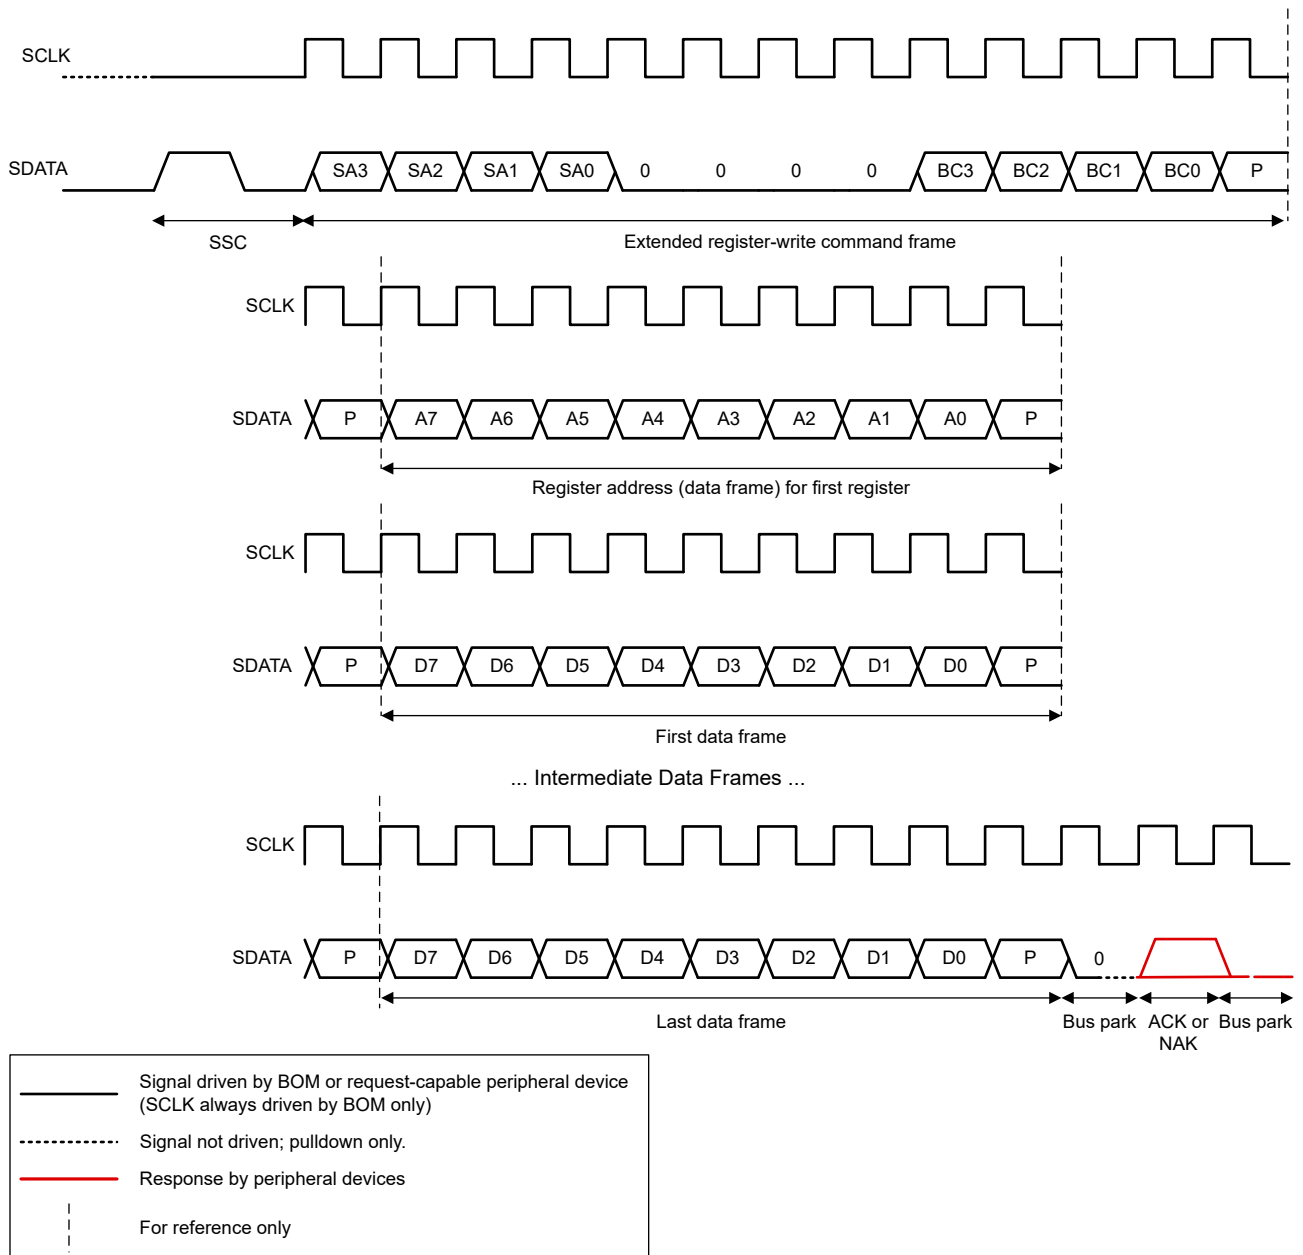 SCLK
SDATA SA3 SA2 SA1 SA0 0 0 0 0 BC3 BC2 BC1 BC0 P
SSC Extended register-write command frame
SCLK
SDATA P A7 A6 A5 A4 A3 A2 A1 A0 P
Register address (data frame) for first register
SCLK
SDATA P D7 D6 D5 D4 D3 D2 D1 D0 P
First data frame
... Intermediate Data Frames ...
SCLK
SDATA P D7 D6 D5 D4 D3 D2 D1 D0 P 0
Last data frame Bus park ACK or Bus park
NAK
Signal driven by BOM or request-capable peripheral device
(SCLK always driven by BOM only)
Signal not driven; pulldown only.
Response by peripheral devices
For reference only